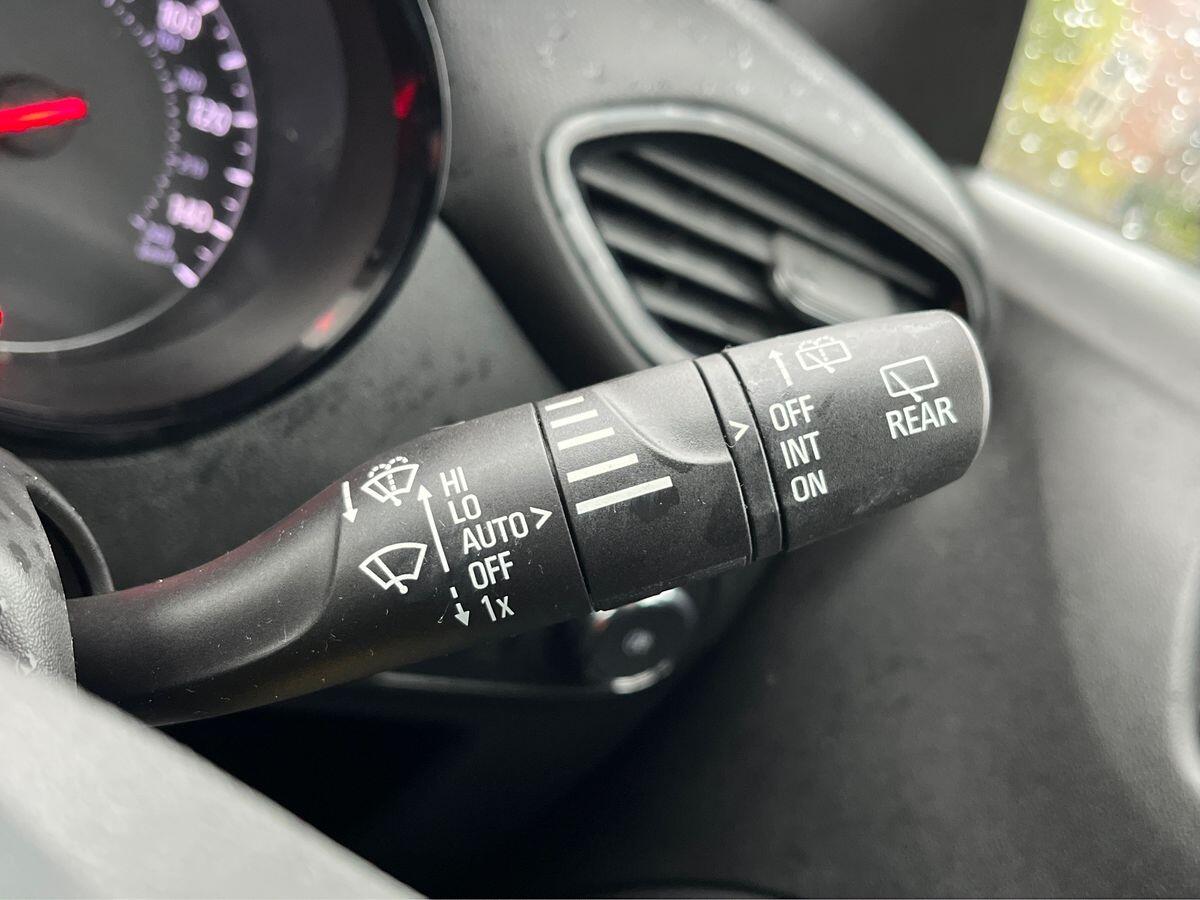 100
120
140
HI
LO
AUTO >
OFF
1x
>
OFF
INT
ON
REAR